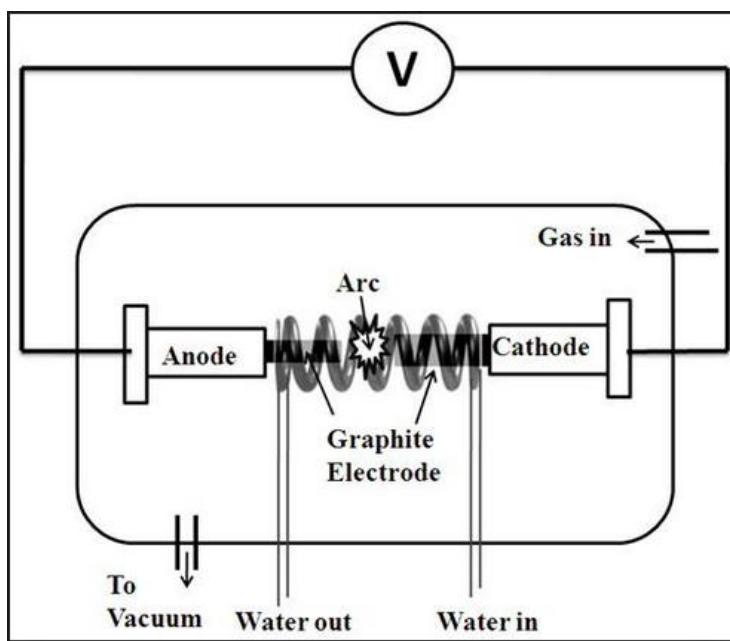 V
Gas in
Arc
Anode
Cathode
Graphite
Electrode
To
Vacuum
Water out
Water in